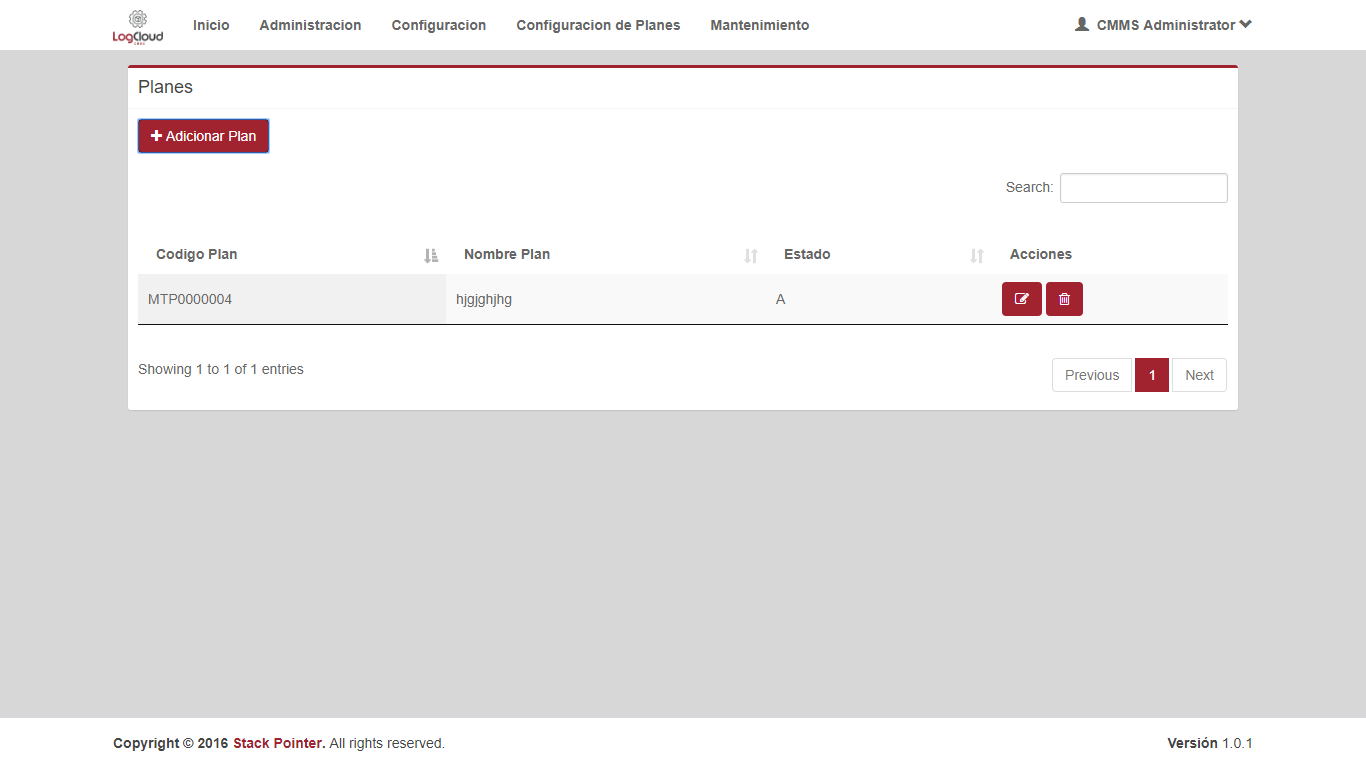 LogCloud
CMMS
Inicio Administracion Configuracion Configuracion de Planes Mantenimiento CMMS Administrator
Planes
Adicionar Plan
Search:
Codigo Plan Nombre Plan Estado Acciones
MTP0000004 hjgjghjhg A
Showing 1 to 1 of 1 entries
Previous 1 Next
Copyright © 2016 Stack Pointer. All rights reserved. Versión 1.0.1